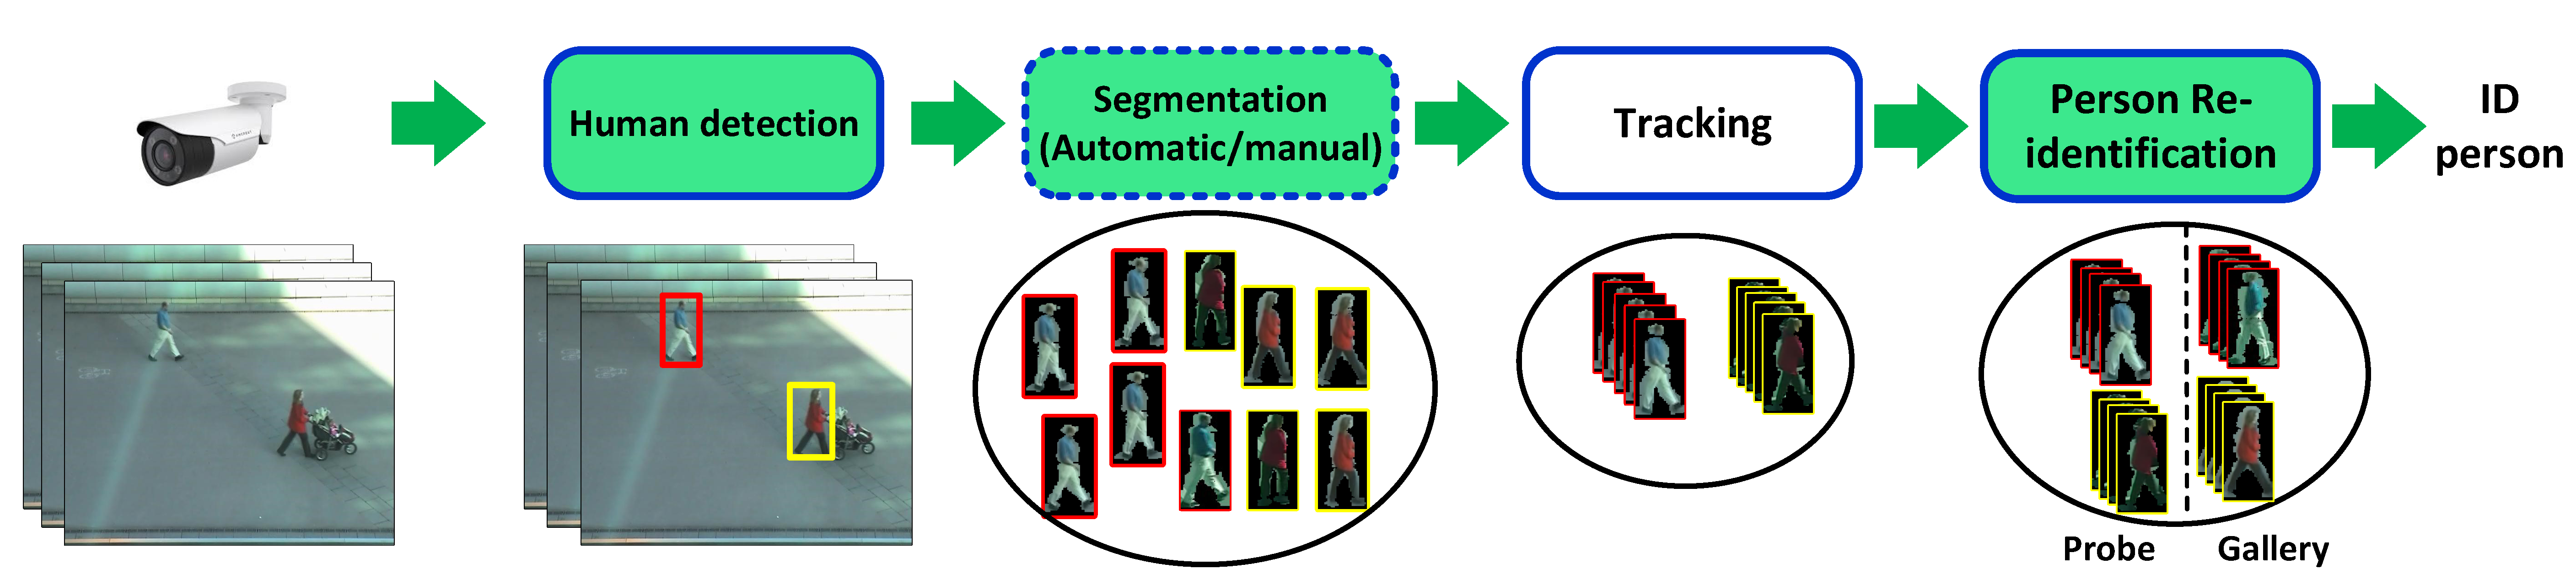 Human detection
Segmentation
(Automatic/manual)
Tracking
Person Re-
identification
ID
person
Probe
Gallery